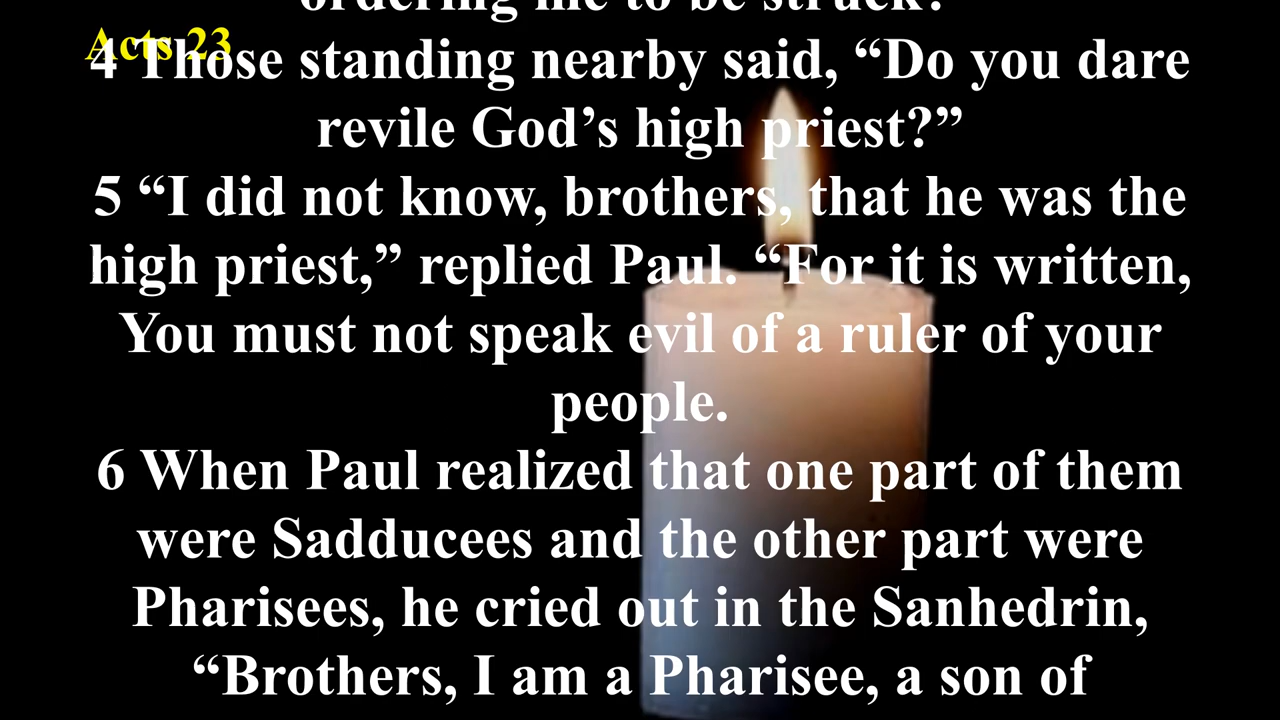 ordering me to be struck?
Acts 23
4 Those standing nearby said, “Do you dare
revile God’s high priest?”
5 “I did not know, brothers, that he was the
high priest,” replied Paul. “For it is written,
You must not speak evil of a ruler of your
people.
6 When Paul realized that one part of them
were Sadducees and the other part were
Pharisees, he cried out in the Sanhedrin,
“Brothers, I am a Pharisee, a son of